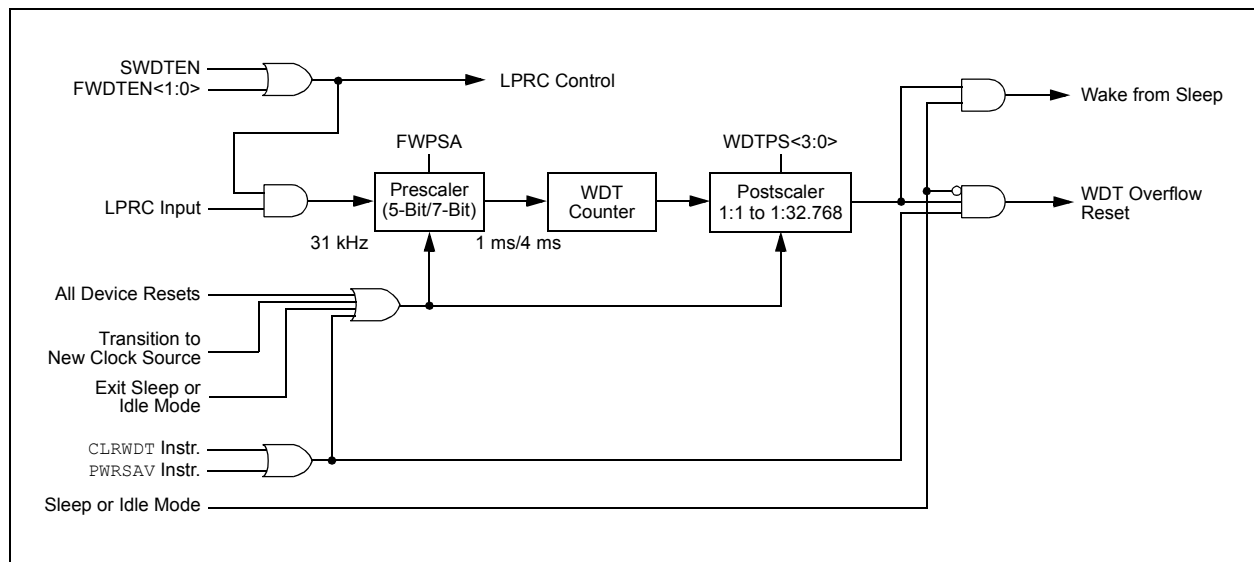 SWDTEN
FWDTEN<1:0>
LPRC Control
Wake from Sleep
FWPSA
WDTPS<3:0>
LPRC Input
Prescaler
(5-Bit/7-Bit)
WDT
Counter
Postscaler
1:1 to 1:32.768
WDT Overflow
Reset
31 kHz
1 ms/4 ms
All Device Resets
Transition to
New Clock Source
Exit Sleep or
Idle Mode
CLRWDT Instr.
PWRSAV Instr.
Sleep or Idle Mode